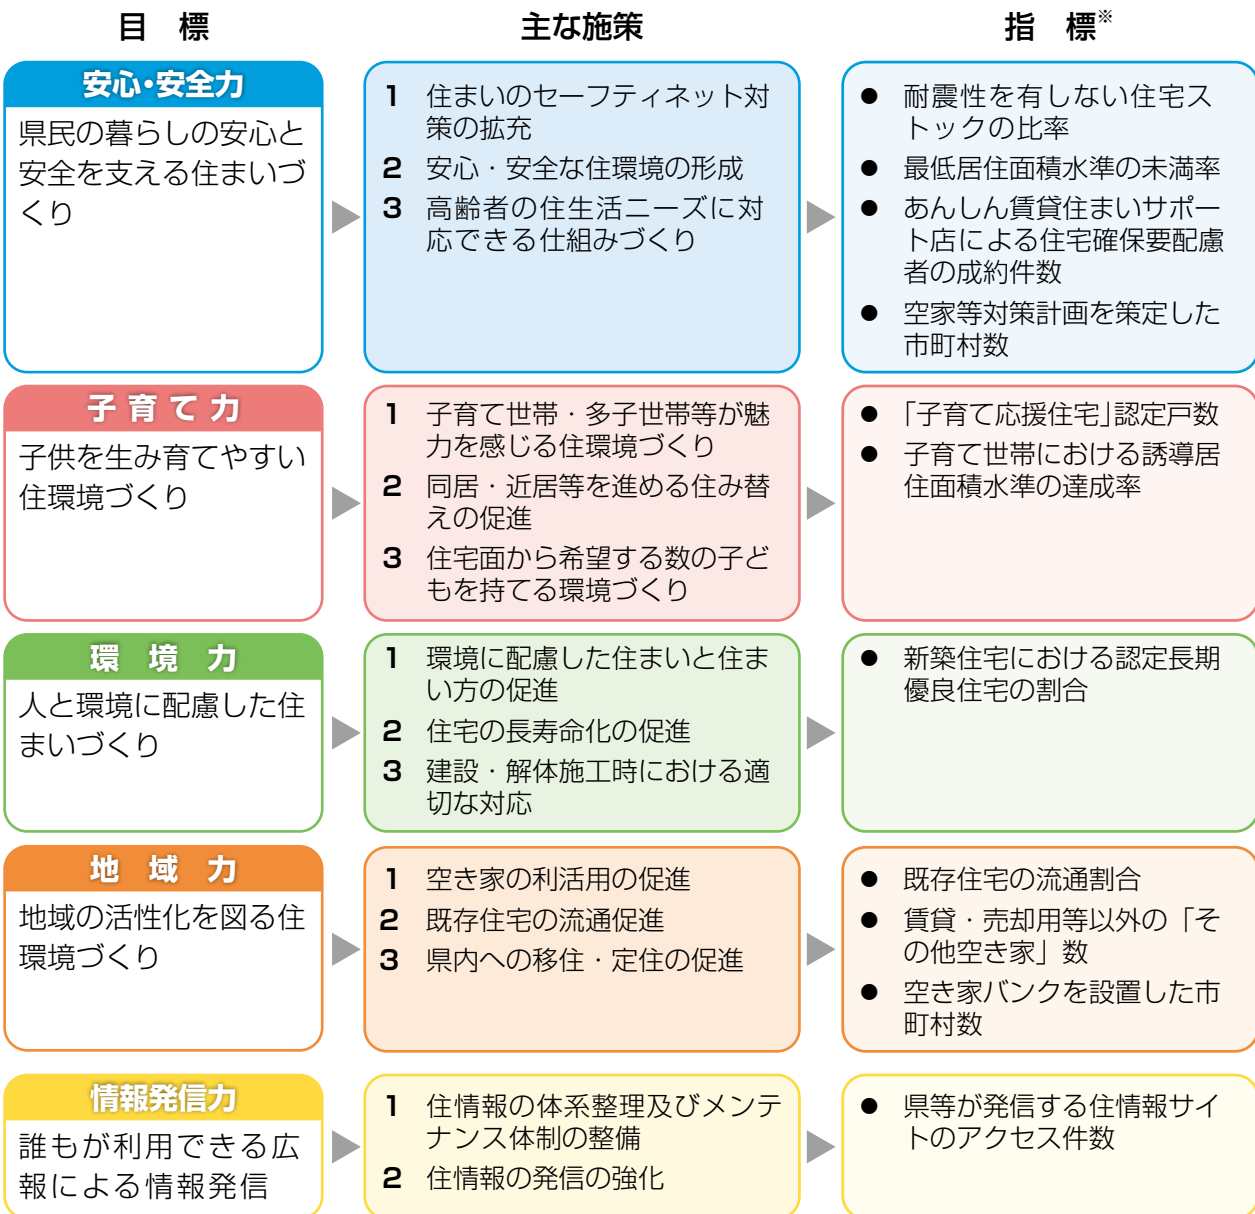 目 標
主な施策
指 標※
安心・安全力
県民の暮らしの安心と
安全を支える住まいづ
くり
1 住まいのセーフティネット対
策の拡充
2 安心・安全な住環境の形成
3 高齢者の住生活ニーズに対
応できる仕組みづくり
● 耐震性を有しない住宅ス
トックの比率
● 最低居住面積水準の未満率
● あんしん賃貸住まいサポー
ト店による住宅確保要配慮
者の成約件数
● 空家等対策計画を策定した
市町村数
子 育 て 力
子供を生み育てやすい
住環境づくり
1 子育て世帯・多子世帯等が魅
力を感じる住環境づくり
2 同居・近居等を進める住み替
えの促進
3 住宅面から希望する数の子ど
もを持てる環境づくり
● 「子育て応援住宅」認定戸数
● 子育て世帯における誘導居
住面積水準の達成率
環 境 力
人と環境に配慮した住
まいづくり
1 環境に配慮した住まいと住ま
い方の促進
2 住宅の長寿命化の促進
3 建設・解体施工時における適
切な対応
● 新築住宅における認定長期
優良住宅の割合
地 域 力
地域の活性化を図る住
環境づくり
1 空き家の利活用の促進
2 既存住宅の流通促進
3 県内への移住・定住の促進
● 既存住宅の流通割合
● 賃貸・売却用等以外の「そ
の他空き家」数
● 空き家バンクを設置した市
町村数
情報発信力
誰もが利用できる広
報による情報発信
1 住情報の体系整理及びメンテ
ナンス体制の整備
2 住情報の発信の強化
● 県等が発信する住情報サイ
トのアクセス件数